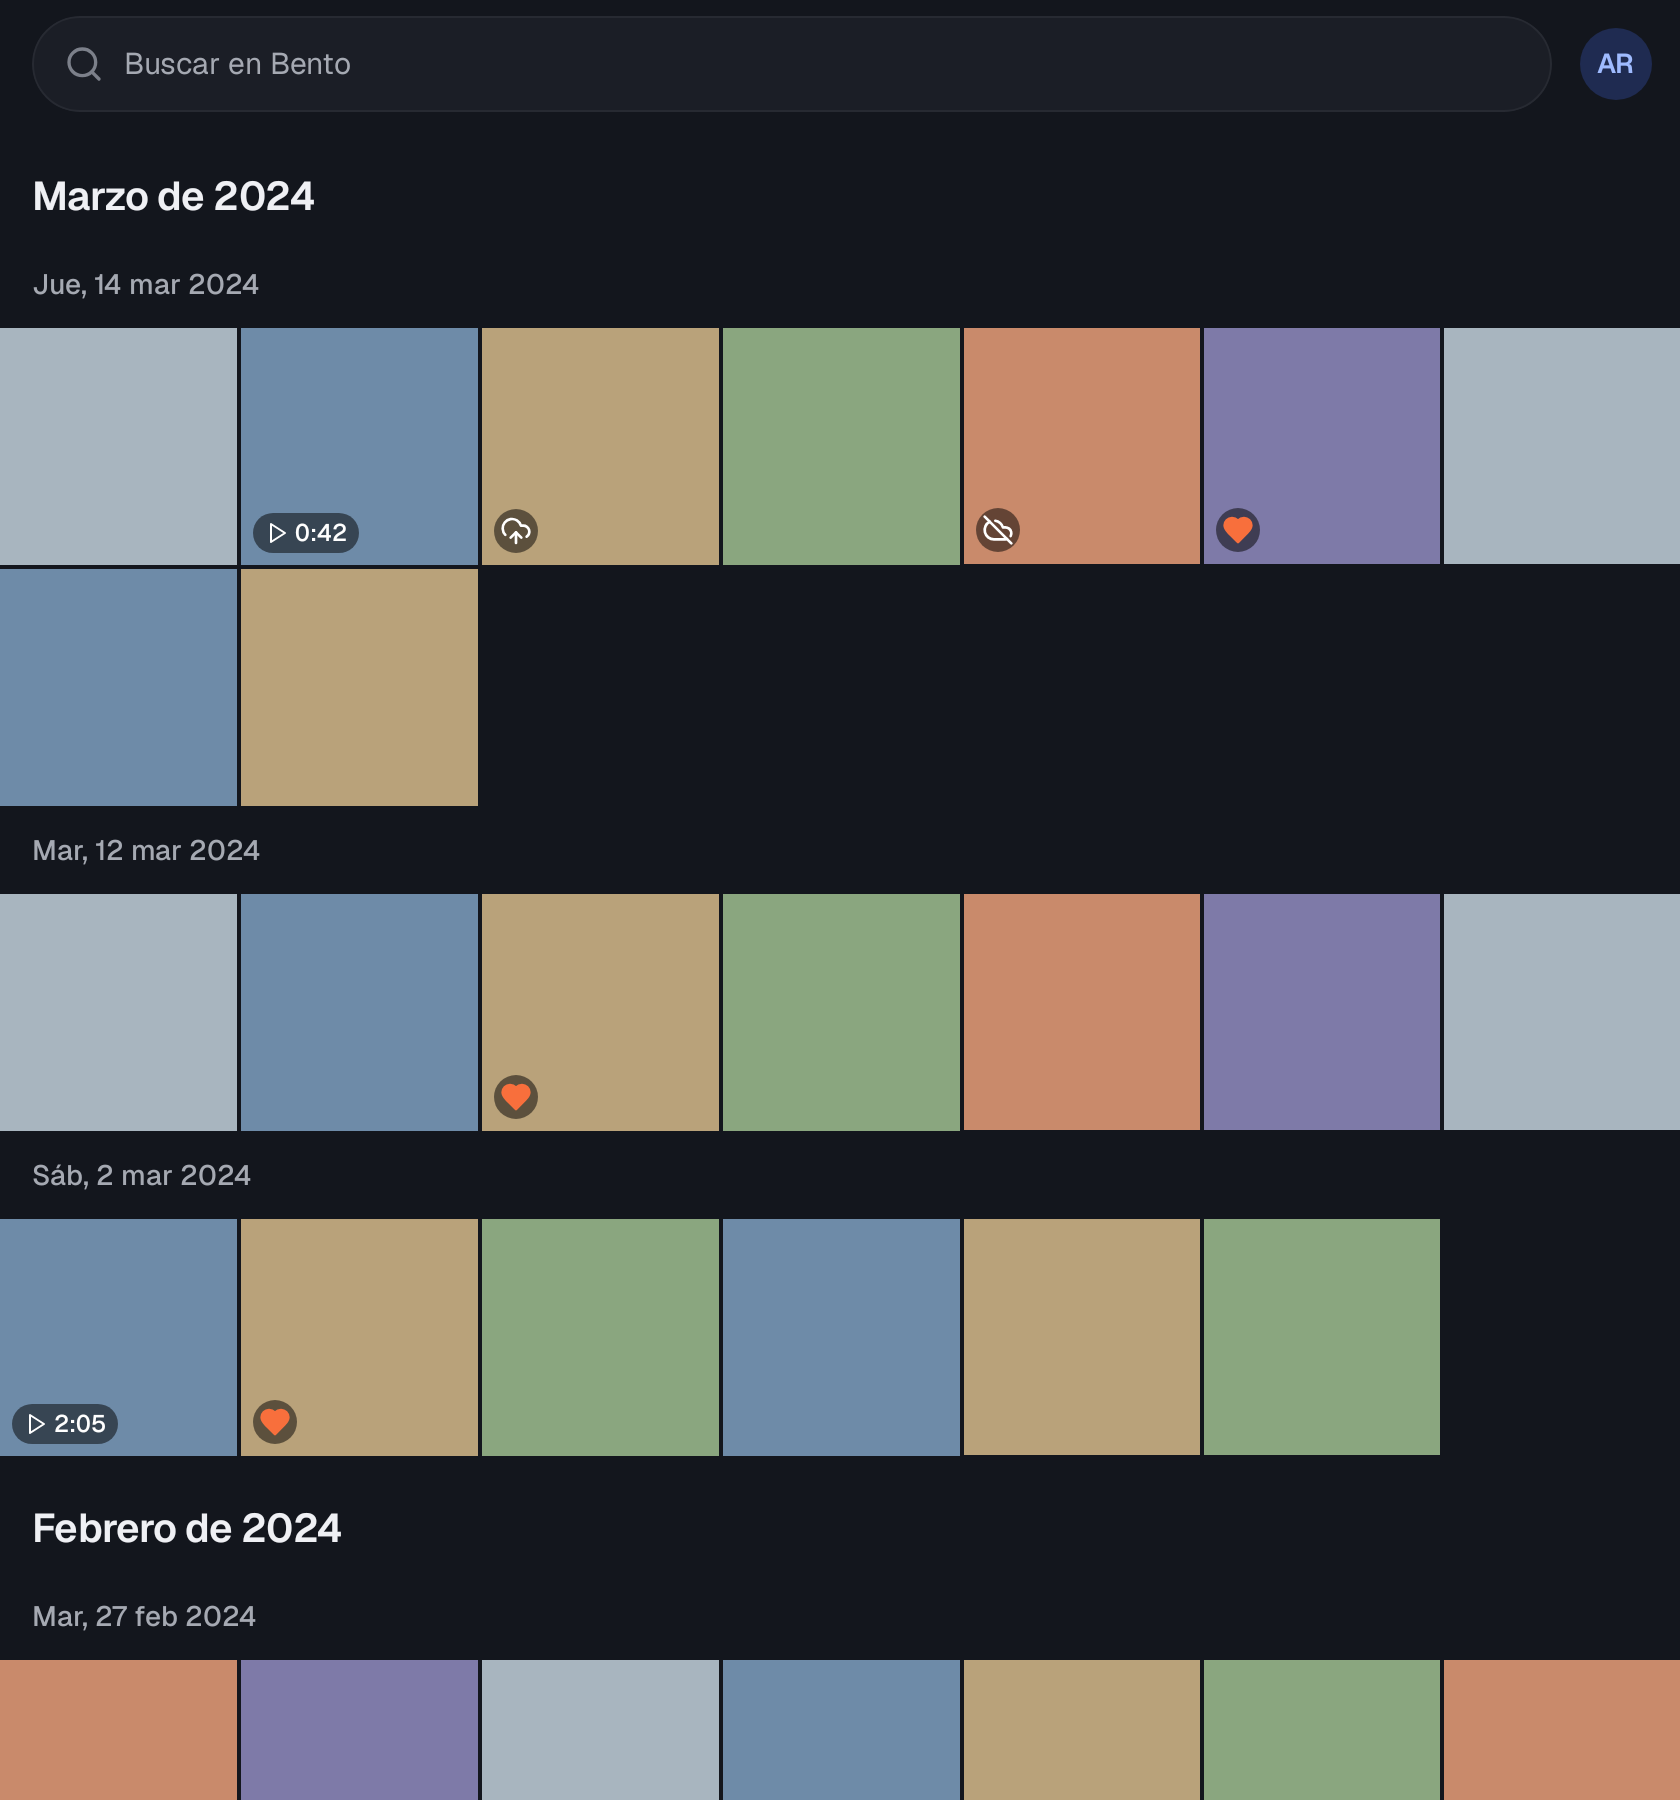 Buscar en Bento
AR
Marzo de 2024
Jue, 14 mar 2024
0:42
Mar, 12 mar 2024
Sáb, 2 mar 2024
2:05
Febrero de 2024
Mar, 27 feb 2024